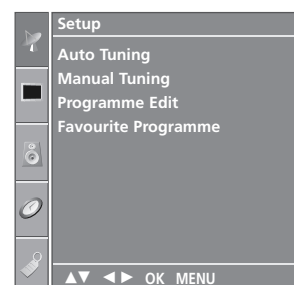 Setup
Auto Tuning
Manual Tuning
Programme Edit
Favourite Programme
▲▼ ◄► OK MENU